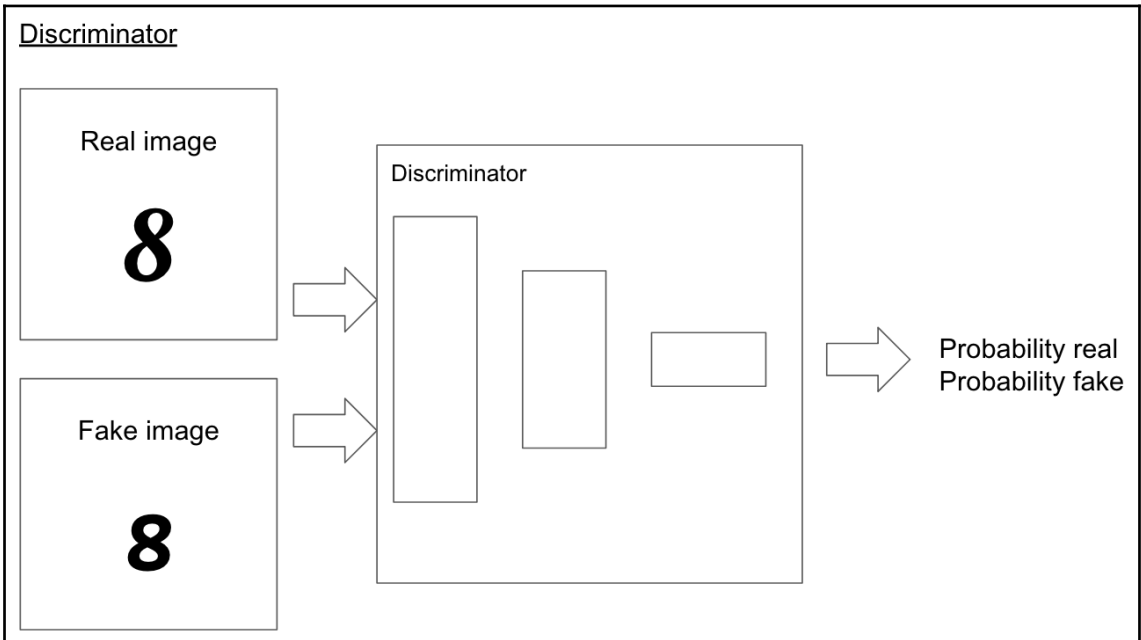 Discriminator
Real image
8
Fake image
8
Discriminator
Probability real
Probability fake